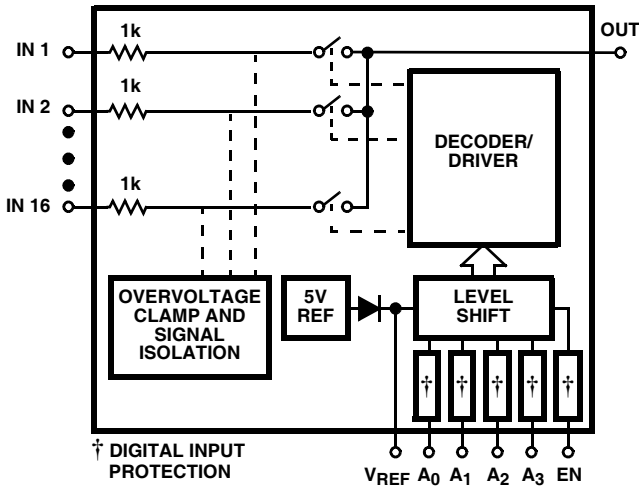 1k
IN 1
OUT
1k
IN 2
DECODER/
DRIVER
1k
IN 16
OVERVOLTAGE
CLAMP AND
SIGNAL
ISOLATION
5V
REF
LEVEL
SHIFT
† † † † †
† DIGITAL INPUT
PROTECTION
VREF A0 A1 A2 A3 EN